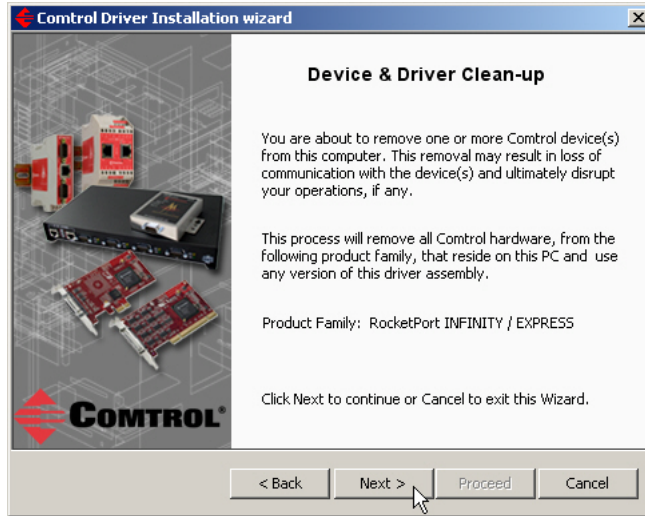 Comtrol Driver Installation wizard
Device & Driver Clean-up
You are about to remove one or more Comtrol device(s)
from this computer. This removal may result in loss of
communication with the device(s) and ultimately disrupt
your operations, if any.
This process will remove all Comtrol hardware, from the
following product family, that reside on this PC and use
any version of this driver assembly.
Product Family: RocketPort INFINITY / EXPRESS
Click Next to continue or Cancel to exit this Wizard.
COMTROL®
< Back
Next >
Proceed
Cancel